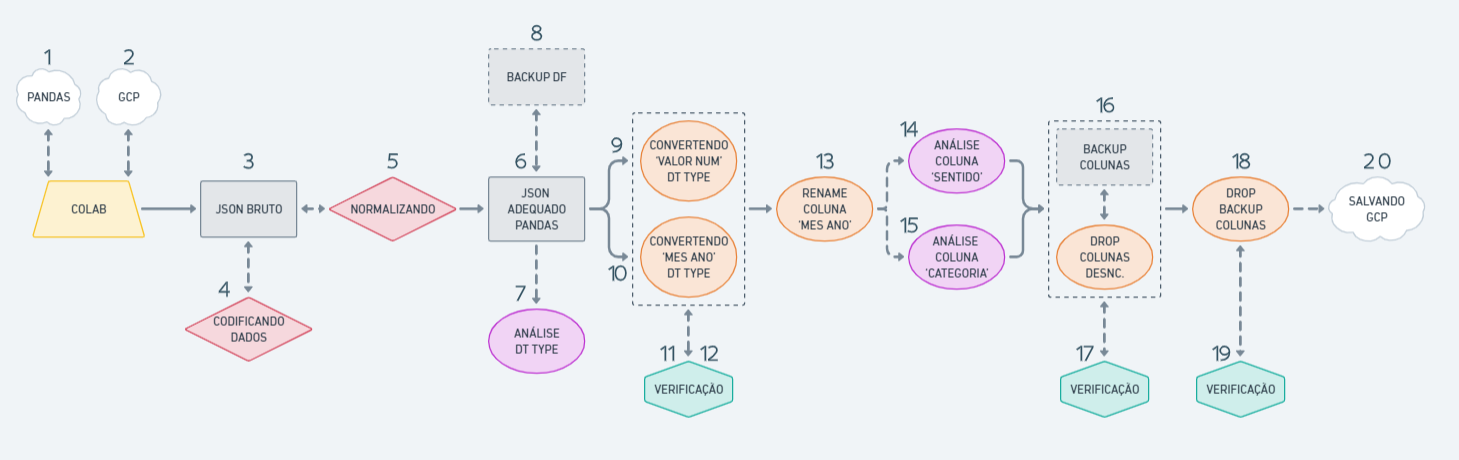 1
PANDAS
2
GCP
COLAB
3
JSON BRUTO
4
CODIFICANDO
DADOS
5
NORMALIZANDO
6
JSON
ADEQUADO
PANDAS
7
ANÁLISE
DT TYPE
8
BACKUP DF
9
CONVERTENDO
'VALOR NUM'
DT TYPE
10
CONVERTENDO
'MES ANO'
DT TYPE
11 12
VERIFICAÇÃO
13
RENAME
COLUNA
'MES ANO'
14
ANÁLISE
COLUNA
'SENTIDO'
15
ANÁLISE
COLUNA
'CATEGORIA'
16
BACKUP
COLUNAS
DROP
COLUNAS
DESNC.
17
VERIFICAÇÃO
18
DROP
BACKUP
COLUNAS
19
VERIFICAÇÃO
20
SALVANDO
GCP